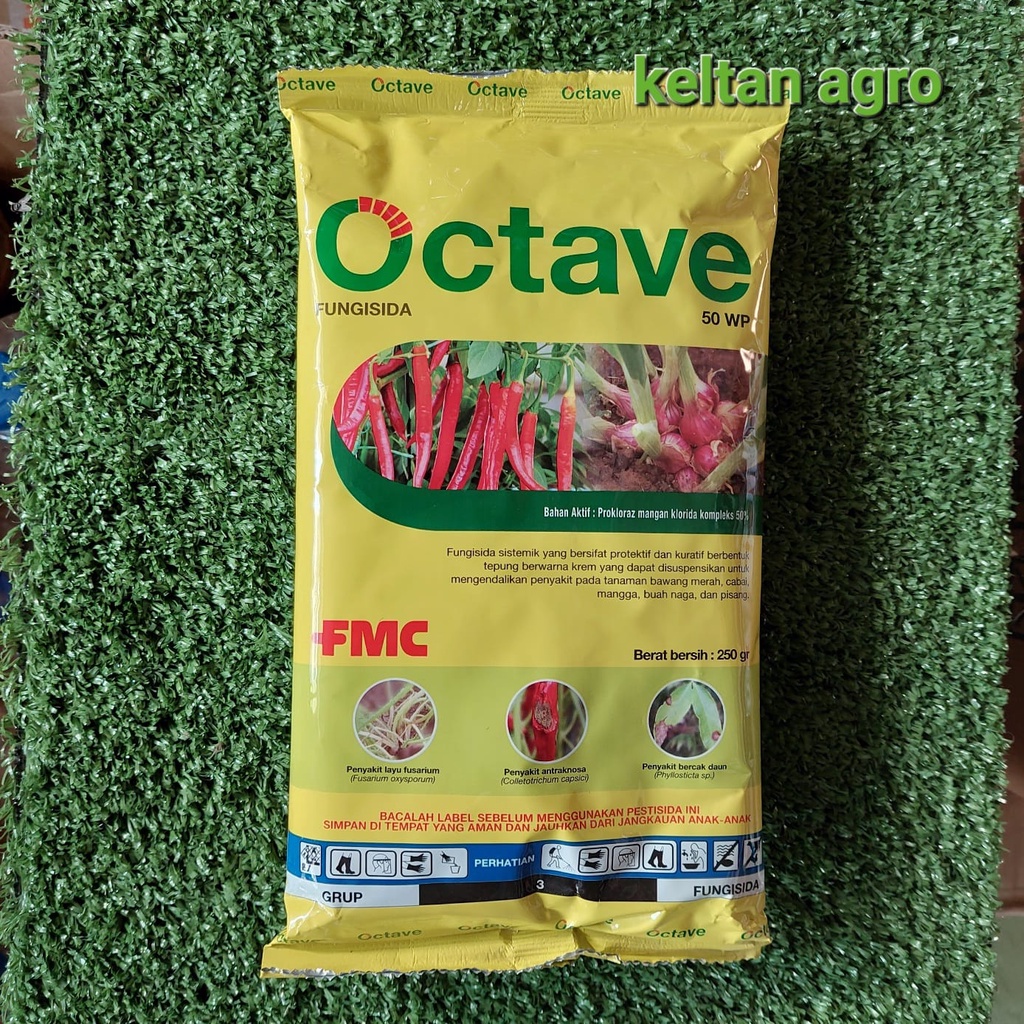 keltan agro
Octave Octave Octave Octave
Octave
FUNGISIDA
50 WP
Bahan Aktif : Prokloraz mangan klorida kompleks 50%
Fungisida sistemik yang bersifat protektif dan kuratif berbentuk
tepung berwarna krem yang dapat disuspensikan untuk
mengendalikan penyakit pada tanaman bawang merah, cabai,
mangga, buah naga, dan pisang.
FMC
Berat bersih : 250 gr
Penyakit layu fusarium
(Fusarium oxysporum)
Penyakit antraknosa
(Colletotrichum capsici)
Penyakit bercak daun
(Phyllosticta sp.)
BACALAH LABEL SEBELUM MENGGUNAKAN PESTISIDA INI
SIMPAN DI TEMPAT YANG AMAN DAN JAUHKAN DARI JANGKAUAN ANAK-ANAK
PERHATIAN
GRUP 3 FUNGISIDA
Octave Octave Octave